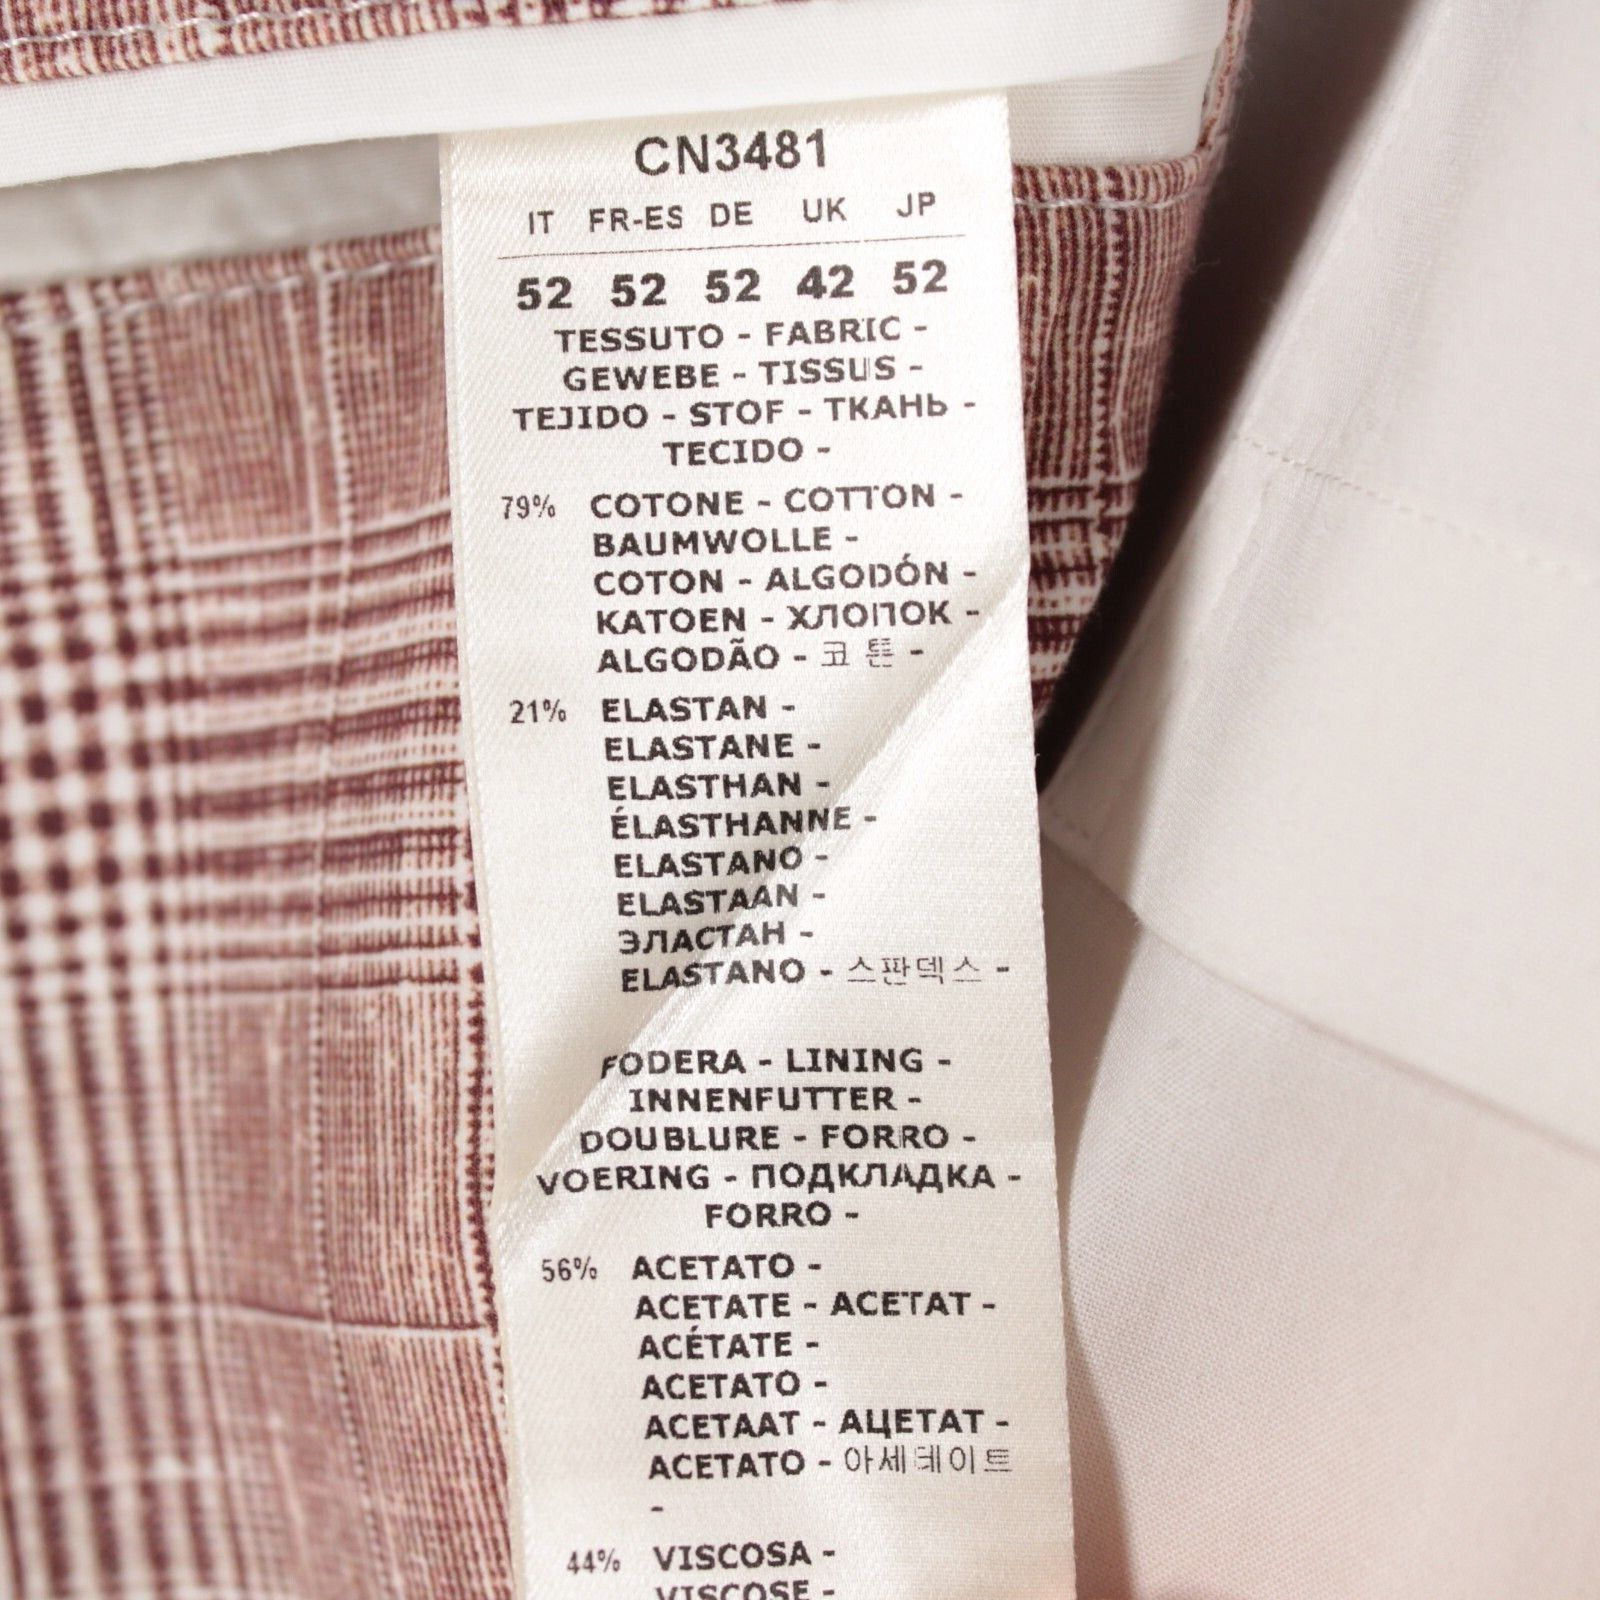 CN3481
IT FR-ES DE UK JP
52 52 52 42 52
TESSUTO - FABRIC -
GEWEBE - TISSUS -
TEJIDO - STOF - ТКАНЬ -
TECIDO -
79% COTONE - COTTON -
BAUMWOLLE -
COTON - ALGODÓN -
KATOEN - ХЛОПОК -
ALGODÃO - 코튼 -
21% ELASTAN -
ELASTANE -
ELASTHAN -
ÉLASTHANNE -
ELASTANO -
ELASTAAN -
ЭЛАСТАН -
ELASTANO - 스판덱스 -
FODERA - LINING -
INNENFUTTER -
DOUBLURE - FORRO -
VOERING - ПОДКЛАДКА -
FORRO -
56% ACETATO -
ACETATE - ACETAT -
ACÉTATE -
ACETATO -
ACETAAT - АЦЕТАТ -
ACETATO - 아세테이트
-
44% VISCOSA -
VISCOSE -